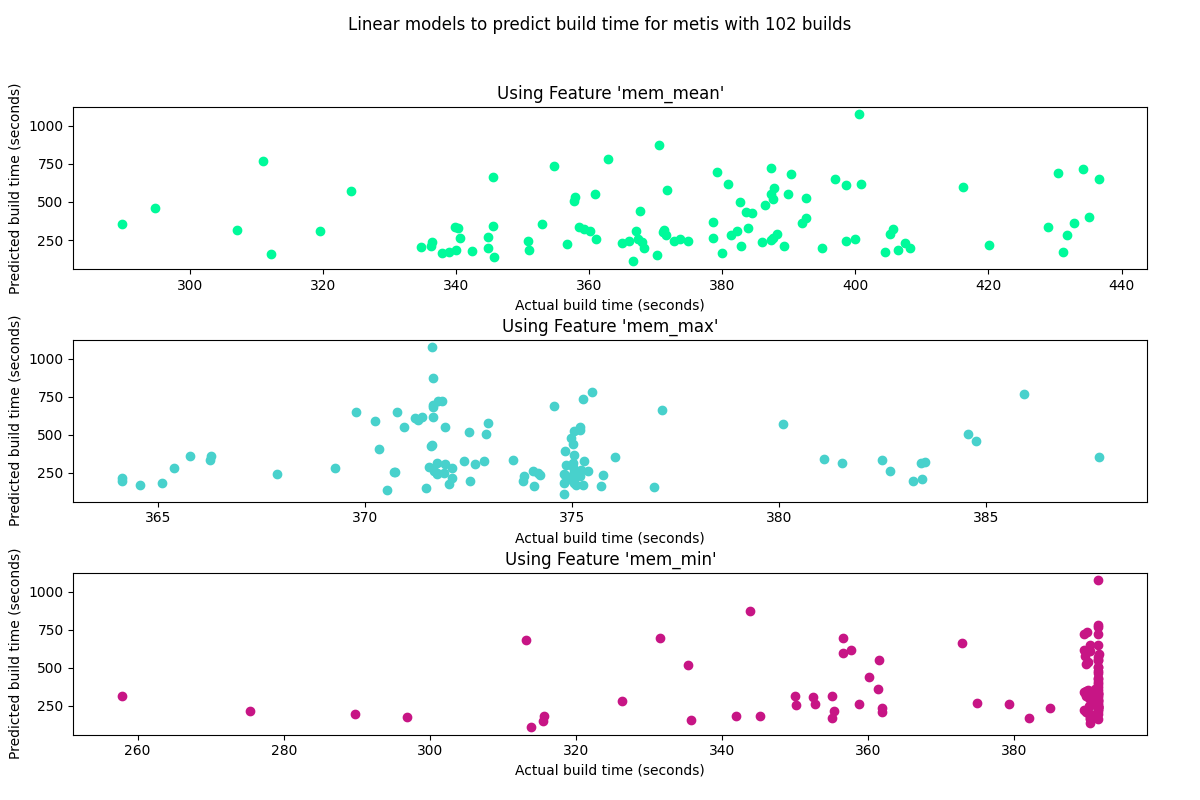 Linear models to predict build time for metis with 102 builds
Using Feature 'mem_mean'
Predicted build time (seconds)
1000
750
500
250
300 320 340 360 380 400 420 440
Actual build time (seconds)
Using Feature 'mem_max'
Predicted build time (seconds)
1000
750
500
250
365 370 375 380 385
Actual build time (seconds)
Using Feature 'mem_min'
Predicted build time (seconds)
1000
750
500
250
260 280 300 320 340 360 380
Actual build time (seconds)